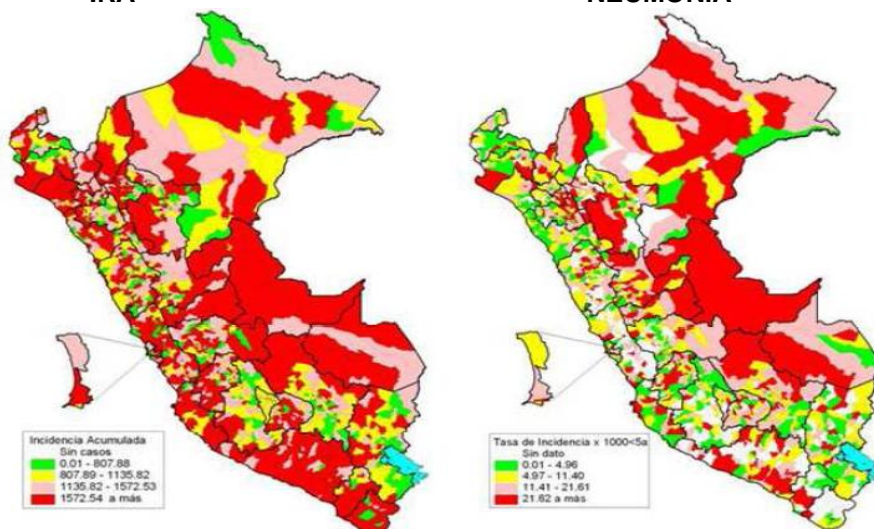 IRA
NEUMONIA
Incidencia Acumulada
Sin casos
0.01 - 807.88
807.89 - 1135.82
1135.82 - 1572.53
1572.54 a más
Tasa de Incidencia x 1000<5a
Sin dato
0.01 - 4.96
4.97 - 11.40
11.41 - 21.61
21.62 a más